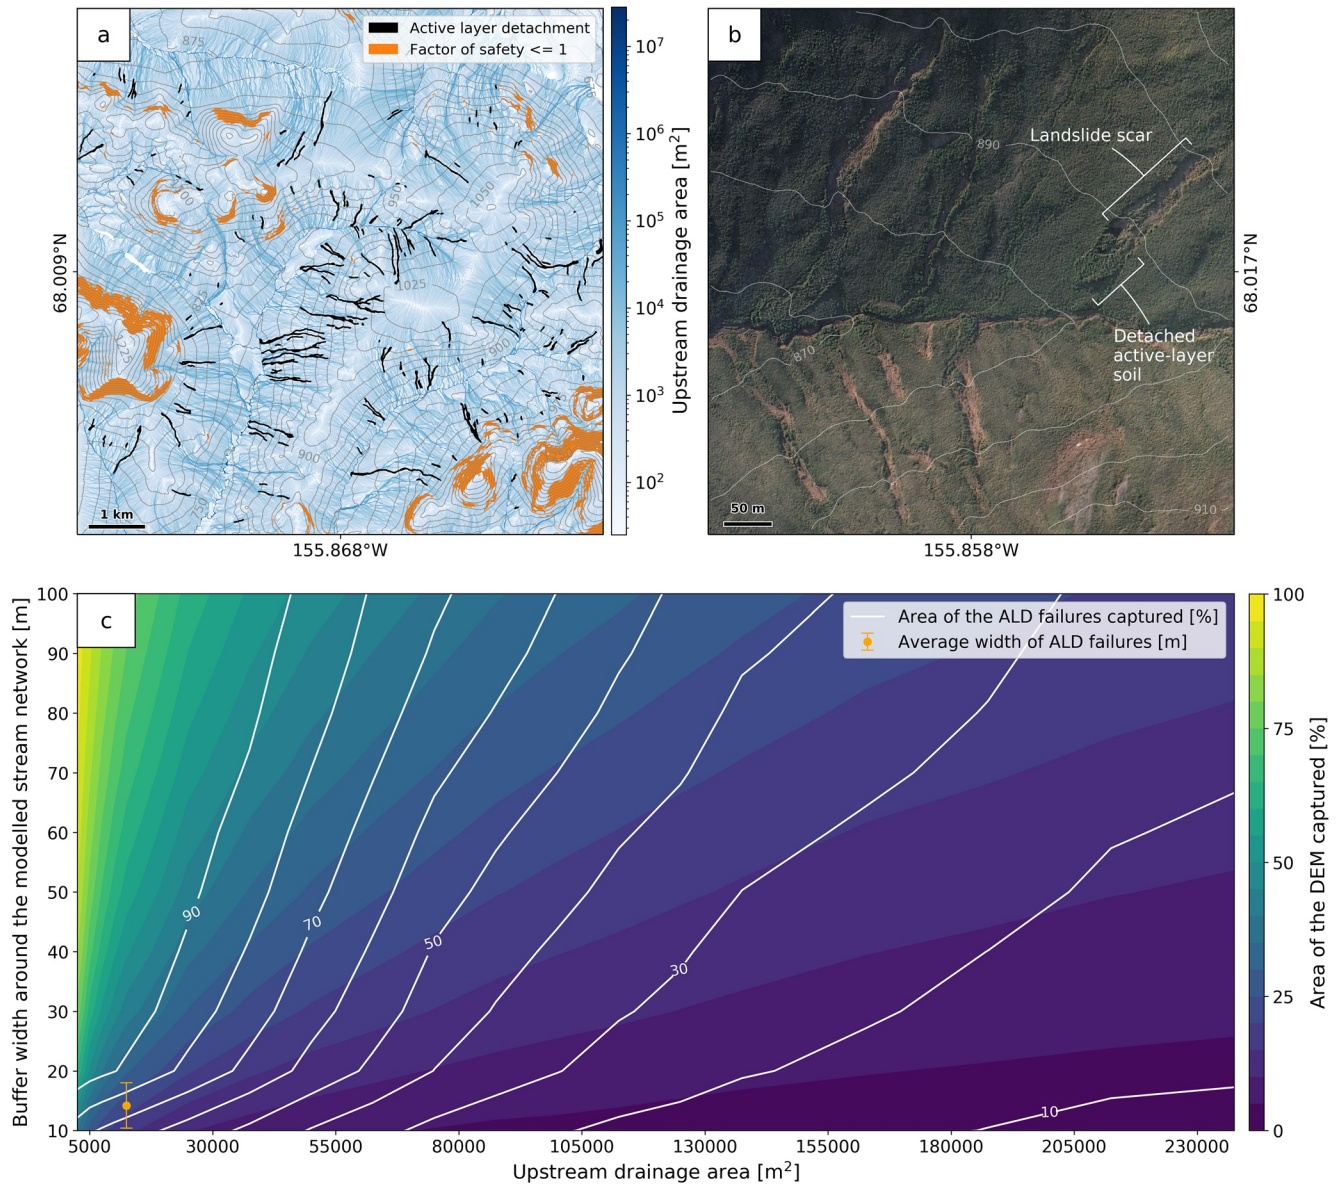 a
Active layer detachment
Factor of safety <= 1
875
950
1050
1025
1225
900
900
1 km
68.009°N
155.868°W
10⁷
10⁶
10⁵
10⁴
10³
10²
Upstream drainage area [m²]
b
Landslide scar
890
Detached
active-layer
soil
870
910
50 m
68.017°N
155.858°W
c
Area of the ALD failures captured [%]
Average width of ALD failures [m]
90
70
50
30
10
100
90
80
70
60
50
40
30
20
10
Buffer width around the modelled stream network [m]
5000
30000
55000
80000
105000
130000
155000
180000
205000
230000
Upstream drainage area [m²]
100
75
50
25
0
Area of the DEM captured [%]